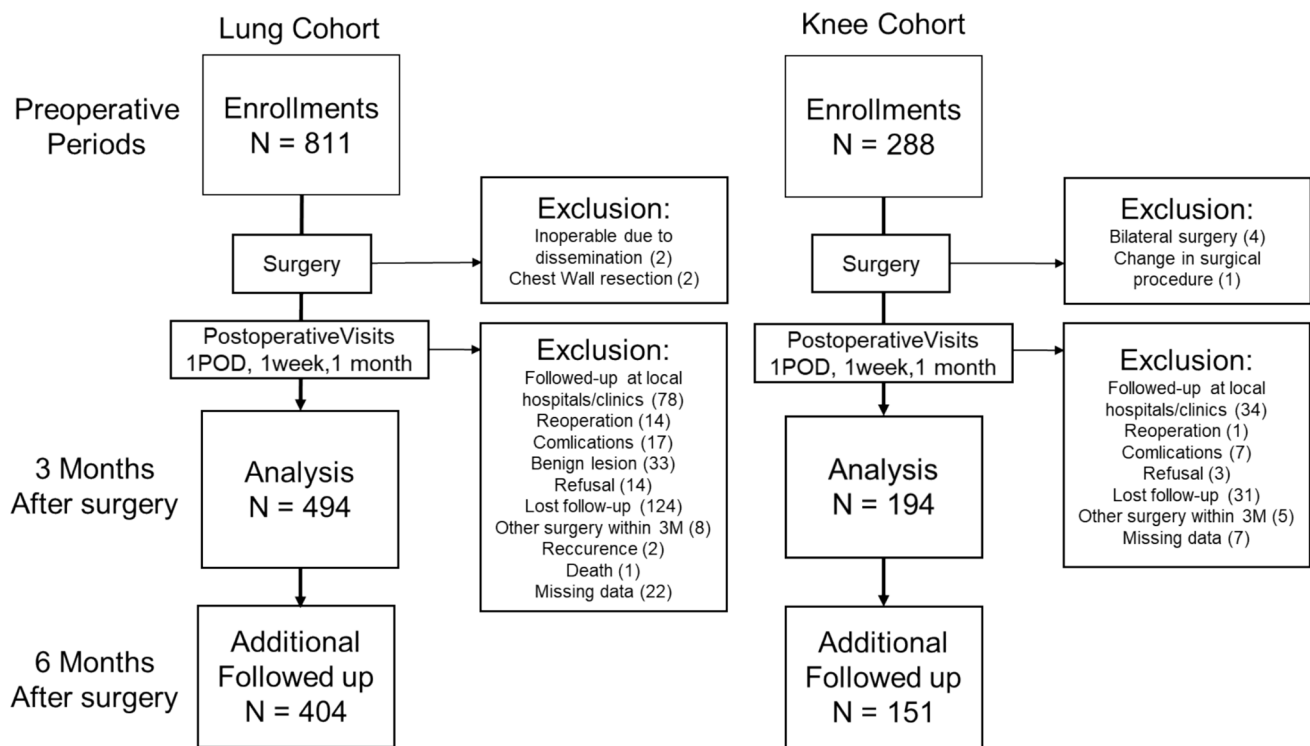 Lung Cohort
Knee Cohort
Preoperative
Periods
Enrollments
N = 811
Enrollments
N = 288
Surgery
Exclusion:
Inoperable due to
dissemination (2)
Chest Wall resection (2)
Surgery
Exclusion:
Bilateral surgery (4)
Change in surgical
procedure (1)
PostoperativeVisits
1POD, 1week,1 month
Exclusion:
Followed-up at local
hospitals/clinics (78)
Reoperation (14)
Comlications (17)
Benign lesion (33)
Refusal (14)
Lost follow-up (124)
Other surgery within 3M (8)
Reccurence (2)
Death (1)
Missing data (22)
PostoperativeVisits
1POD, 1week,1 month
Exclusion:
Followed-up at local
hospitals/clinics (34)
Reoperation (1)
Comlications (7)
Refusal (3)
Lost follow-up (31)
Other surgery within 3M (5)
Missing data (7)
3 Months
After surgery
Analysis
N = 494
Analysis
N = 194
6 Months
After surgery
Additional
Followed up
N = 404
Additional
Followed up
N = 151